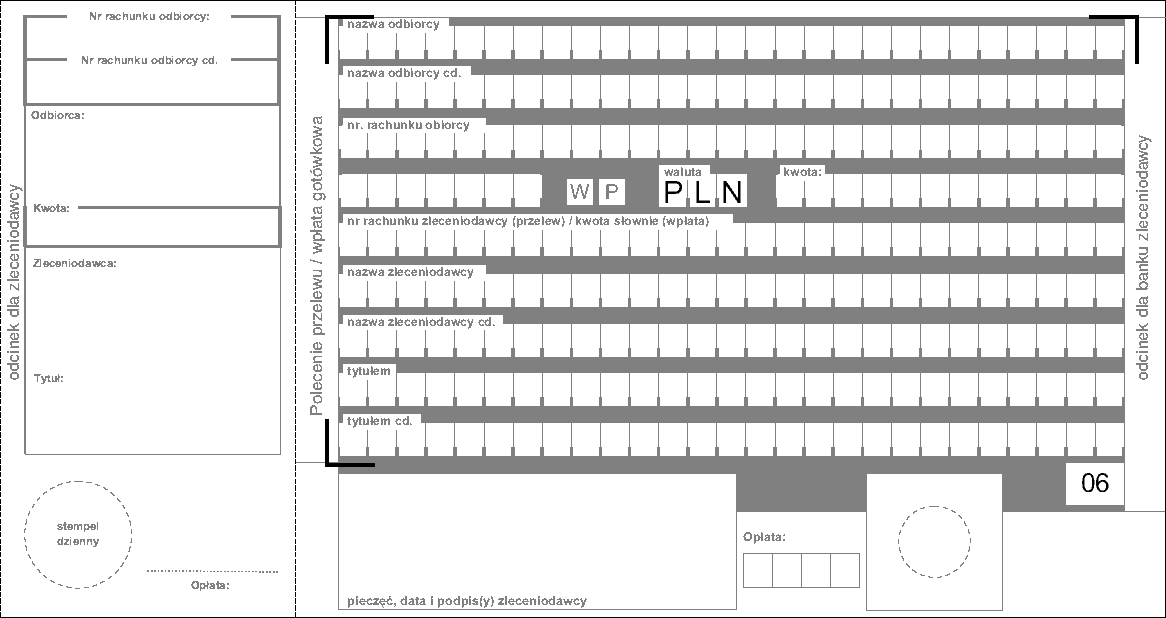 odcinek dla zleceniodawcy
Nr rachunku odbiorcy:
Nr rachunku odbiorcy cd.
Odbiorca:
Kwota:
Zleceniodawca:
Tytuł:
stempel
dzienny
Opłata:
Polecenie przelewu / wpłata gotówkowa
nazwa odbiorcy
nazwa odbiorcy cd.
nr. rachunku obiorcy
W P
waluta
PLN
kwota:
nr rachunku zleceniodawcy (przelew) / kwota słownie (wpłata)
nazwa zleceniodawcy
nazwa zleceniodawcy cd.
tytułem
tytułem cd.
06
Opłata:
pieczęć, data i podpis(y) zleceniodawcy
odcinek dla banku zleceniodawcy